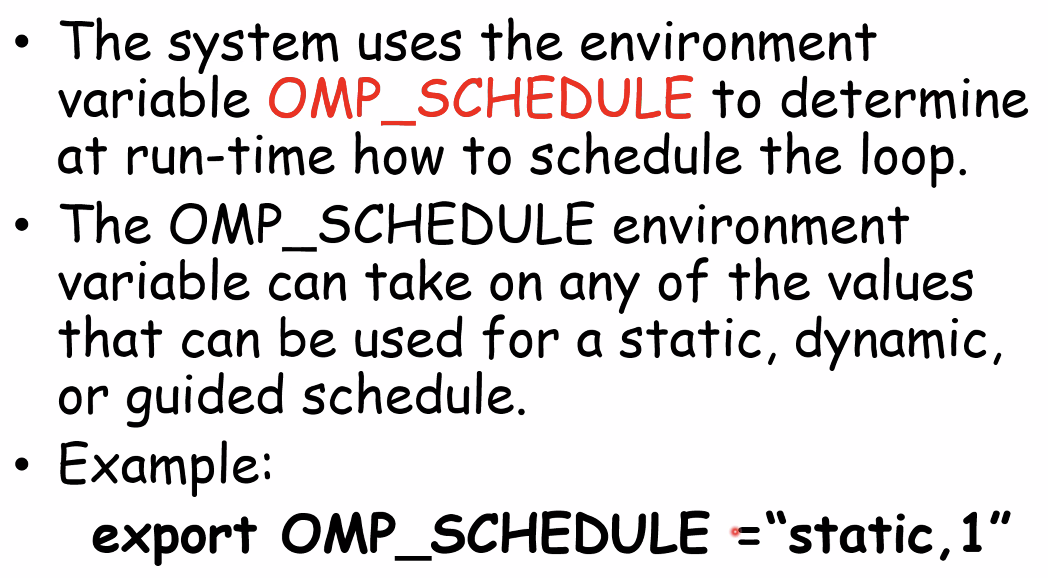 • The system uses the environment
variable OMP_SCHEDULE to determine
at run-time how to schedule the loop.
• The OMP_SCHEDULE environment
variable can take on any of the values
that can be used for a static, dynamic,
or guided schedule.
• Example:
export OMP_SCHEDULE =“static,1”